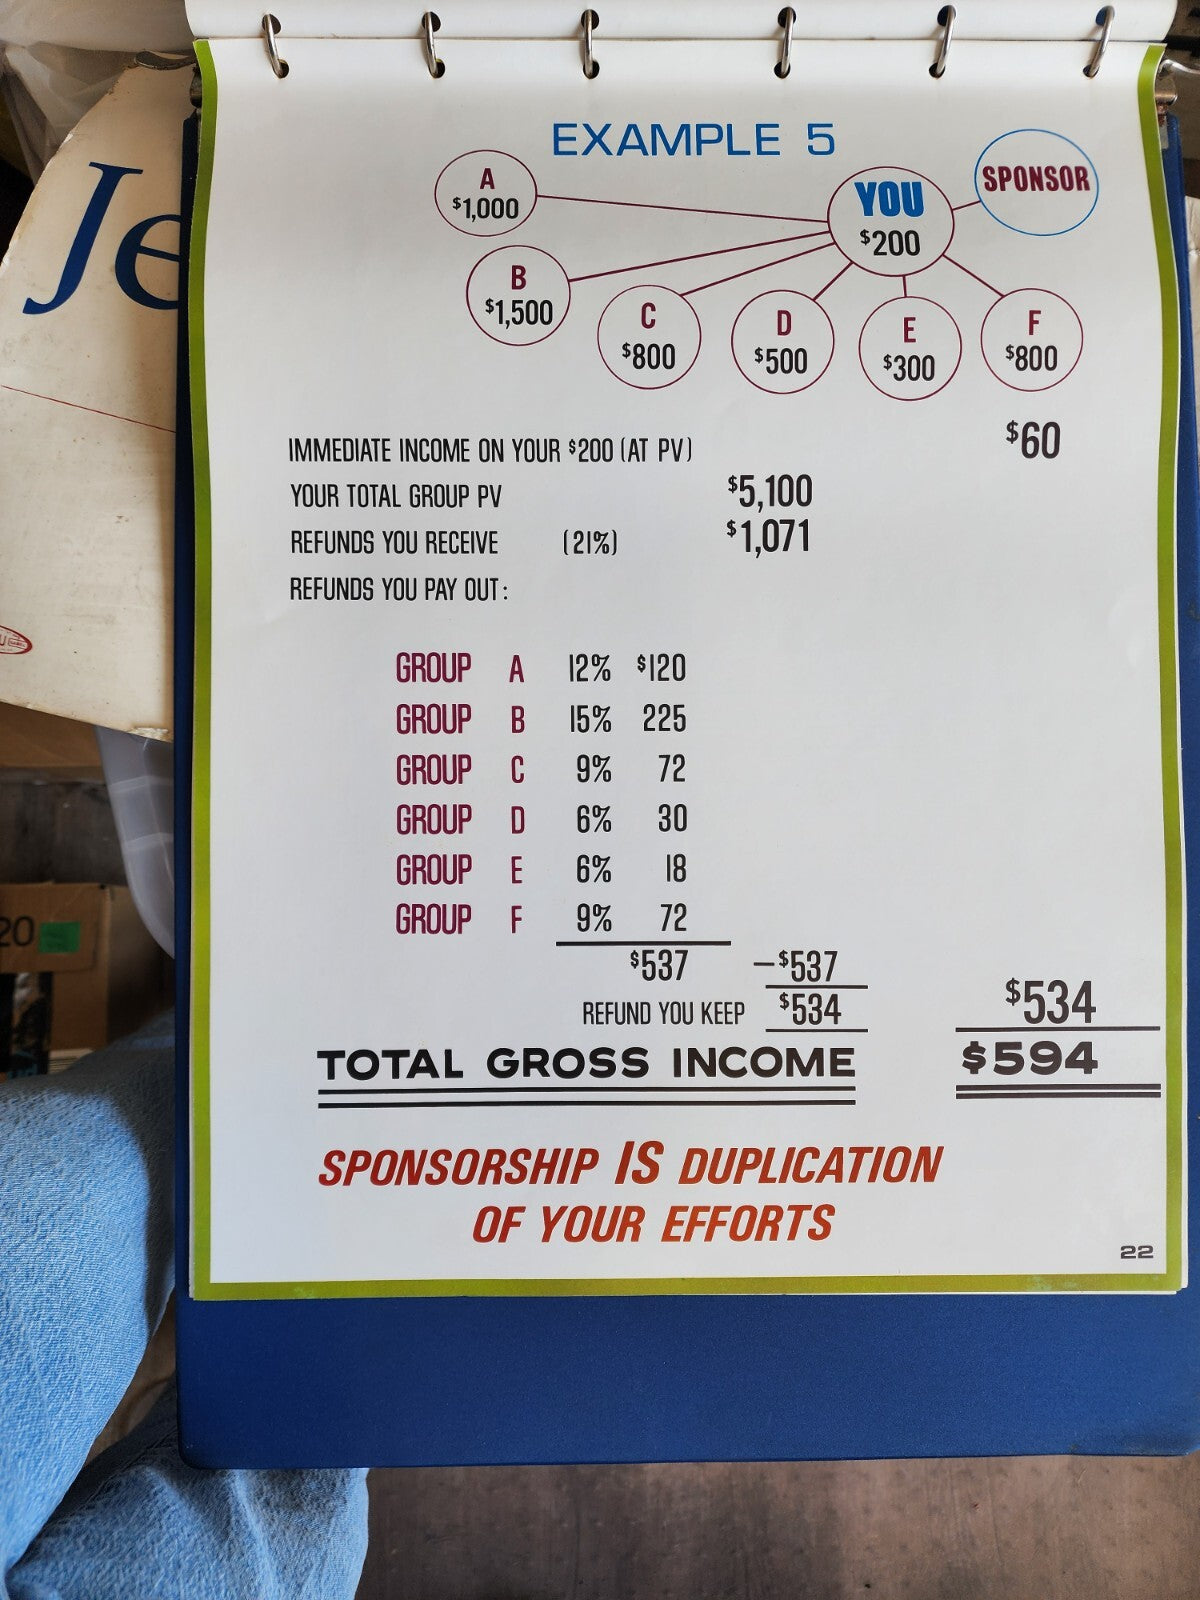 Je
EXAMPLE 5
A
$1,000
YOU
$200
SPONSOR
B
$1,500
C
$800
D
$500
E
$300
F
$800
IMMEDIATE INCOME ON YOUR $200 (AT PV) $60
YOUR TOTAL GROUP PV $5,100
REFUNDS YOU RECEIVE (21%) $1,071
REFUNDS YOU PAY OUT:
GROUP A 12% $120
GROUP B 15% 225
GROUP C 9% 72
GROUP D 6% 30
GROUP E 6% 18
GROUP F 9% 72
$537 –$537
REFUND YOU KEEP $534 $534
TOTAL GROSS INCOME $594
SPONSORSHIP IS DUPLICATION
OF YOUR EFFORTS
22
20